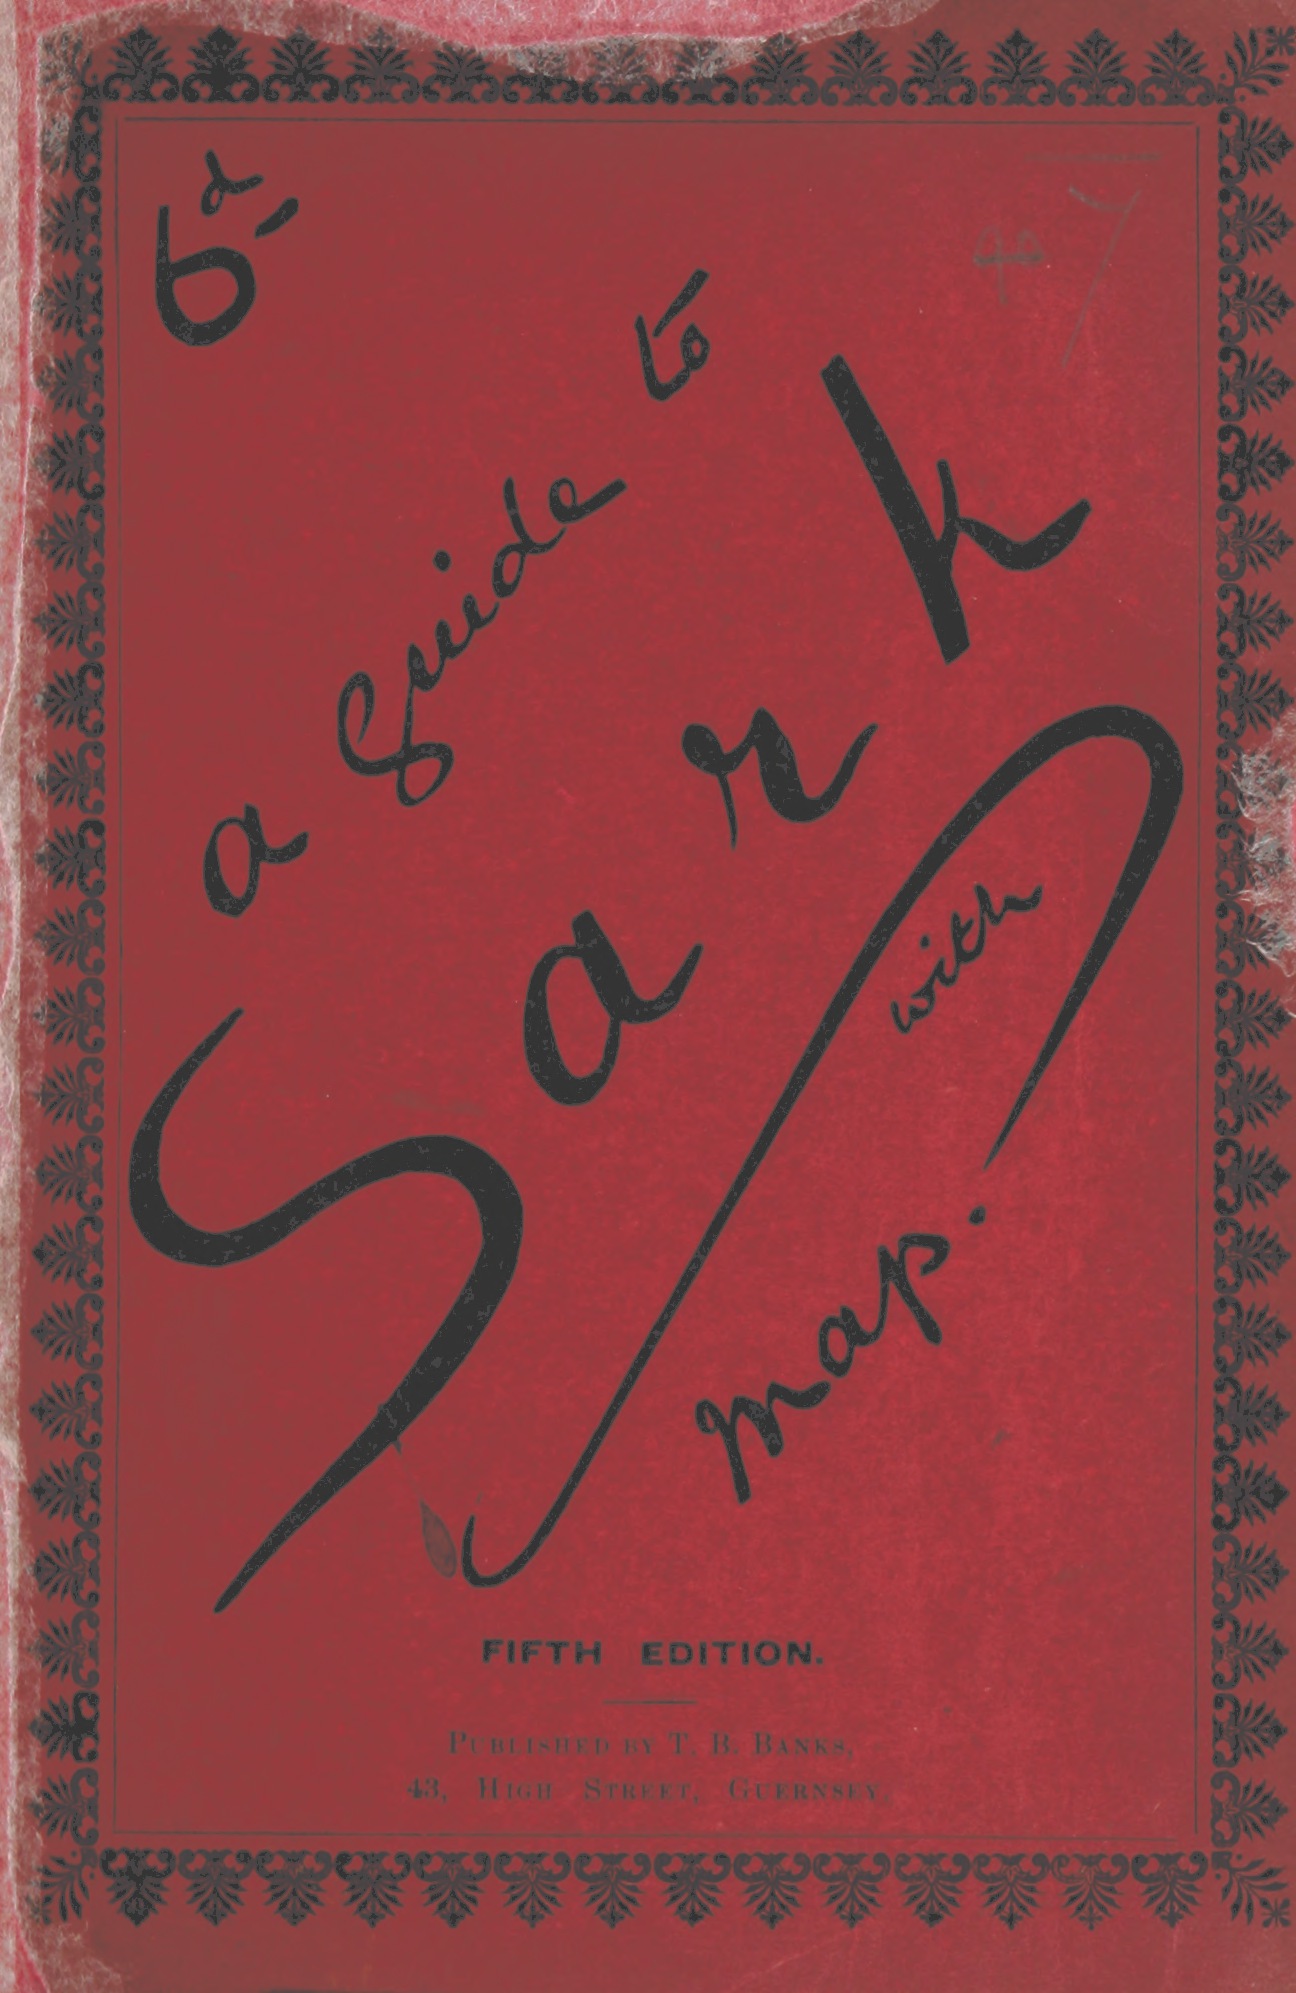 6d
a guide to
Sark
with
map.
FIFTH EDITION.
PUBLISHED BY T. B. BANKS,
43, HIGH STREET, GUERNSEY.